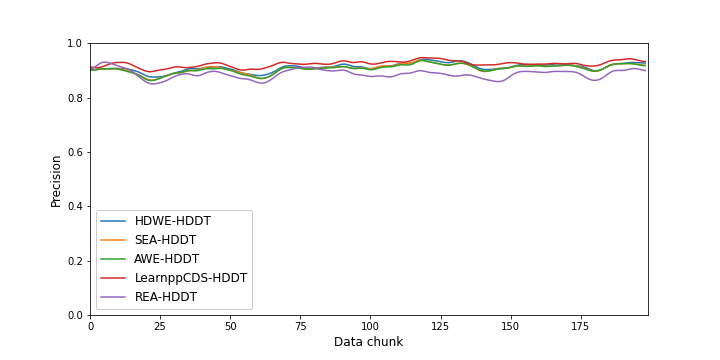 1.0
0.8
0.6
0.4
0.2
0.0
Precision
HDWE-HDDT
SEA-HDDT
AWE-HDDT
LearnppCDS-HDDT
REA-HDDT
0 25 50 75 100 125 150 175
Data chunk